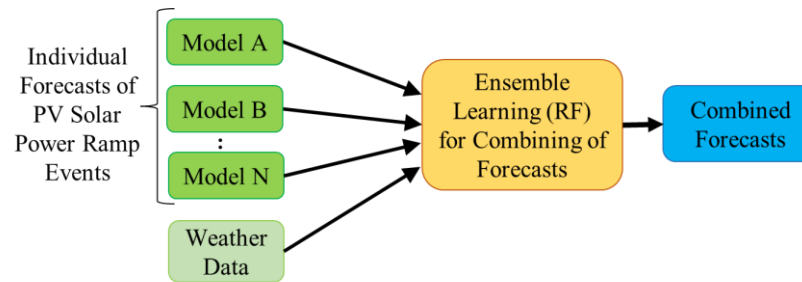 Individual
Forecasts of
PV Solar
Power Ramp
Events
Model A
Model B
:
Model N
Weather
Data
Ensemble
Learning (RF)
for Combining of
Forecasts
Combined
Forecasts